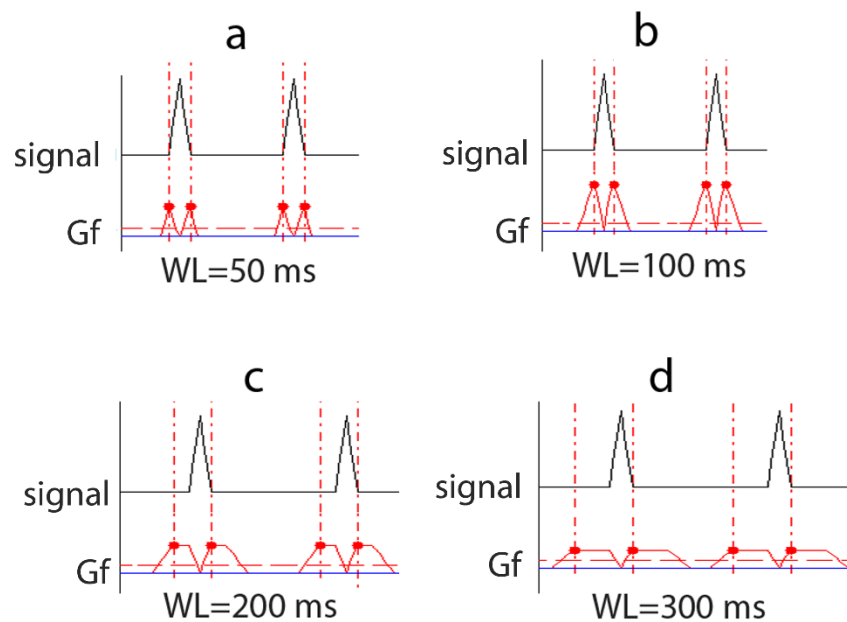 a
signal
Gf
WL=50 ms
b
signal
Gf
WL=100 ms
c
signal
Gf
WL=200 ms
d
signal
Gf
WL=300 ms